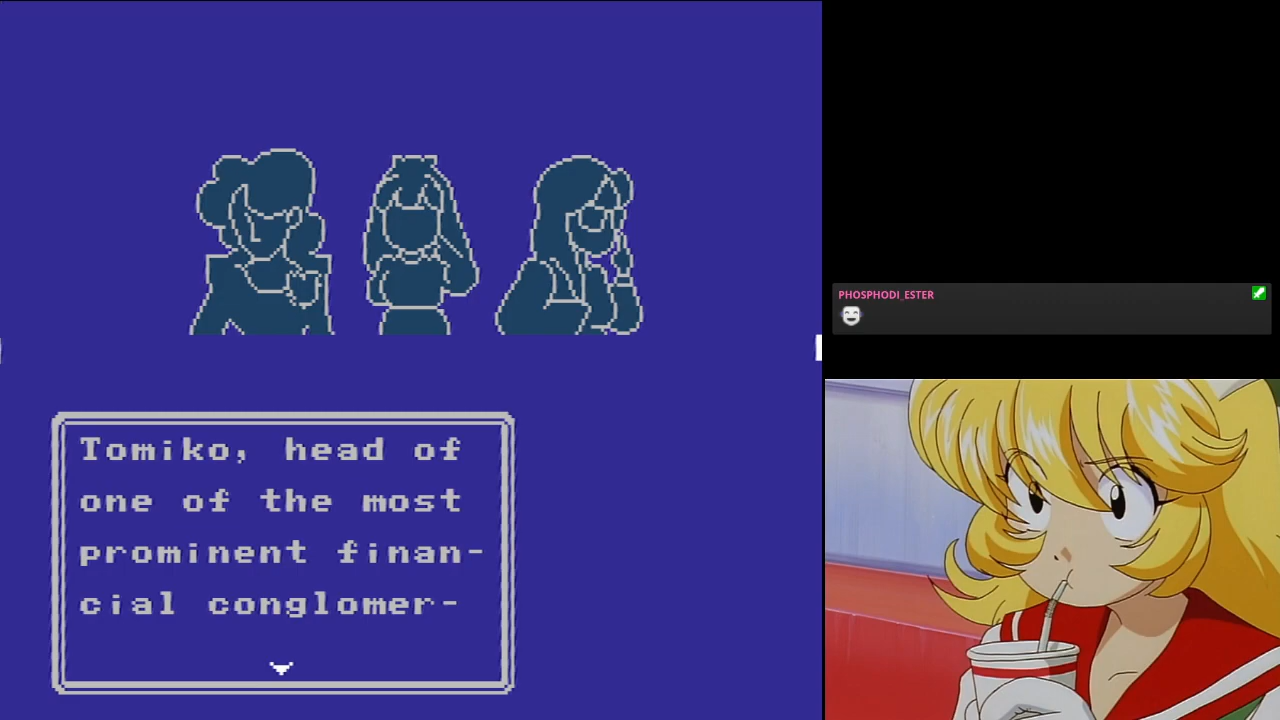 PHOSPHODI_ESTER
Tomiko, head of
one of the most
prominent finan-
cial conglomer-